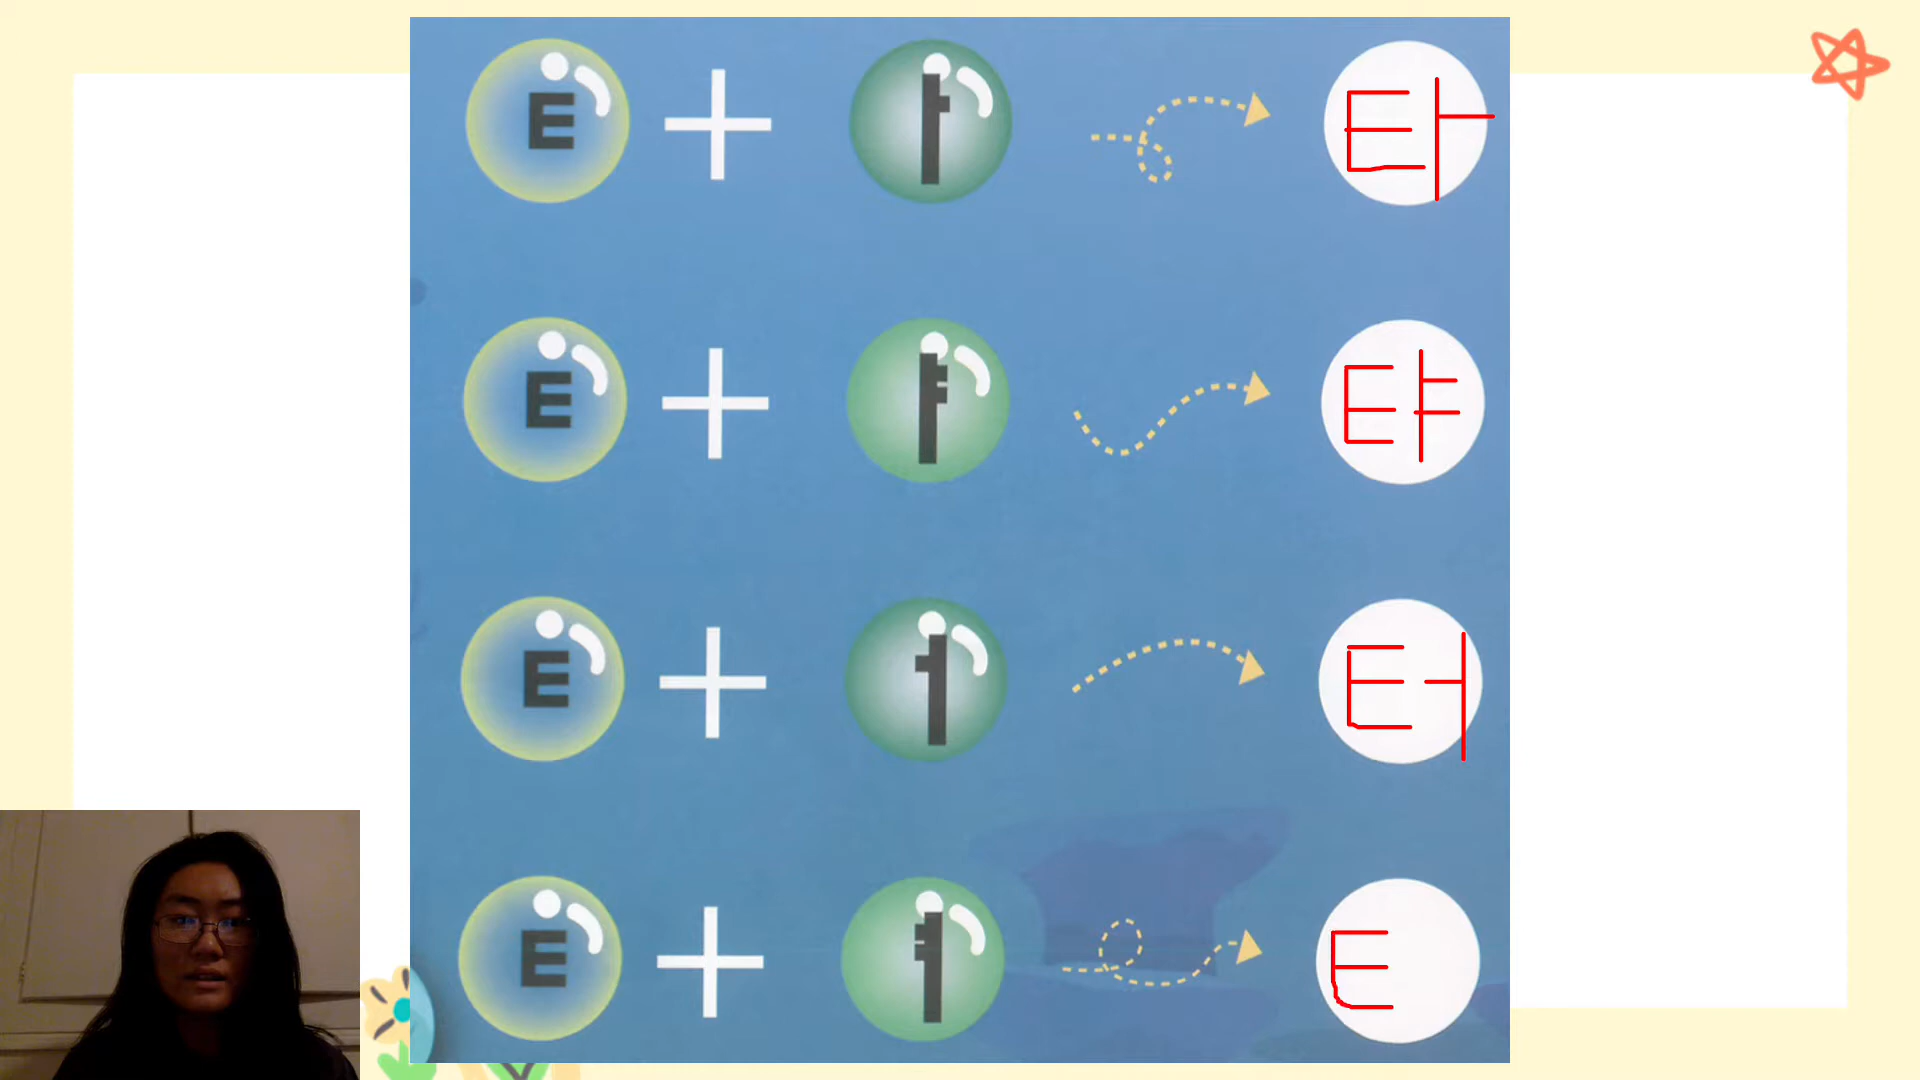 ㅌ + ㅏ 타
ㅌ + ㅑ 탸
ㅌ + ㅓ 터
ㅌ + ㅕ ㅌ